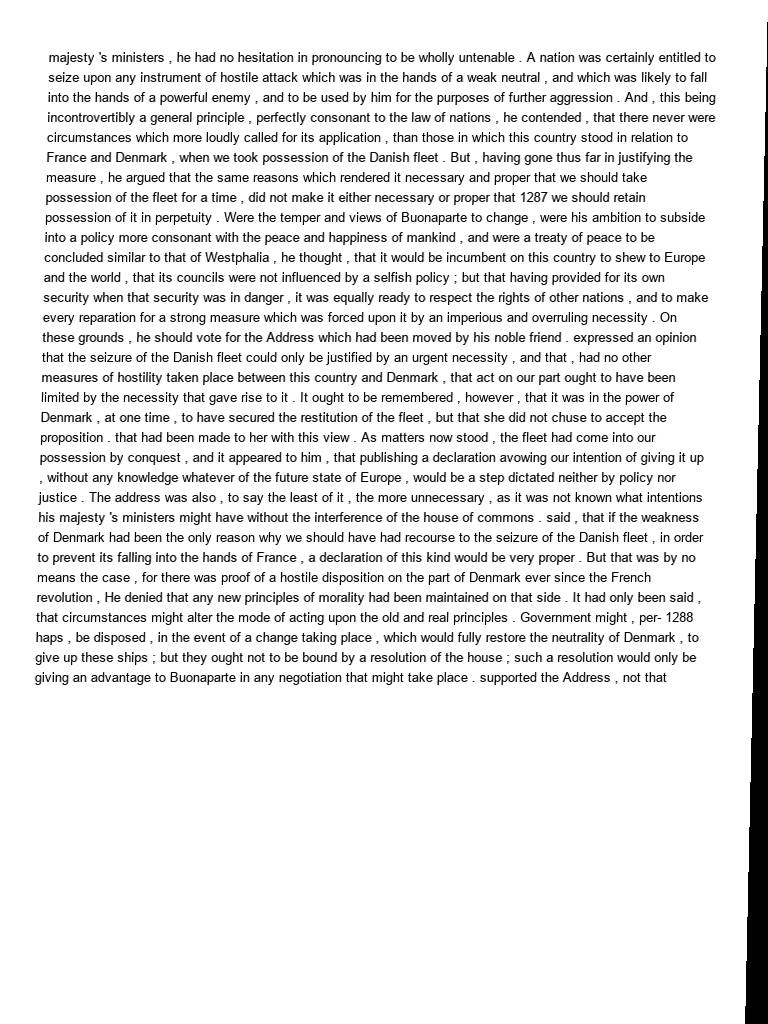 majesty 's ministers , he had no hesitation in pronouncing to be wholly untenable . A nation was certainly entitled to
seize upon any instrument of hostile attack which was in the hands of a weak neutral , and which was likely to fall
into the hands of a powerful enemy , and to be used by him for the purposes of further aggression . And , this being
incontrovertibly a general principle , perfectly consonant to the law of nations , he contended , that there never were
circumstances which more loudly called for its application , than those in which this country stood in relation to
France and Denmark , when we took possession of the Danish fleet . But , having gone thus far in justifying the
measure , he argued that the same reasons which rendered it necessary and proper that we should take
possession of the fleet for a time , did not make it either necessary or proper that 1287 we should retain
possession of it in perpetuity . Were the temper and views of Buonaparte to change , were his ambition to subside
into a policy more consonant with the peace and happiness of mankind , and were a treaty of peace to be
concluded similar to that of Westphalia , he thought , that it would be incumbent on this country to shew to Europe
and the world , that its councils were not influenced by a selfish policy ; but that having provided for its own
security when that security was in danger , it was equally ready to respect the rights of other nations , and to make
every reparation for a strong measure which was forced upon it by an imperious and overruling necessity . On
these grounds , he should vote for the Address which had been moved by his noble friend . expressed an opinion
that the seizure of the Danish fleet could only be justified by an urgent necessity , and that , had no other
measures of hostility taken place between this country and Denmark , that act on our part ought to have been
limited by the necessity that gave rise to it . It ought to be remembered , however , that it was in the power of
Denmark , at one time , to have secured the restitution of the fleet , but that she did not chuse to accept the
proposition . that had been made to her with this view . As matters now stood , the fleet had come into our
possession by conquest , and it appeared to him , that publishing a declaration avowing our intention of giving it up
, without any knowledge whatever of the future state of Europe , would be a step dictated neither by policy nor
justice . The address was also , to say the least of it , the more unnecessary , as it was not known what intentions
his majesty 's ministers might have without the interference of the house of commons . said , that if the weakness
of Denmark had been the only reason why we should have had recourse to the seizure of the Danish fleet , in order
to prevent its falling into the hands of France , a declaration of this kind would be very proper . But that was by no
means the case , for there was proof of a hostile disposition on the part of Denmark ever since the French
revolution , He denied that any new principles of morality had been maintained on that side . It had only been said ,
that circumstances might alter the mode of acting upon the old and real principles . Government might , per- 1288
haps , be disposed , in the event of a change taking place , which would fully restore the neutrality of Denmark , to
give up these ships ; but they ought not to be bound by a resolution of the house ; such a resolution would only be
giving an advantage to Buonaparte in any negotiation that might take place . supported the Address , not that